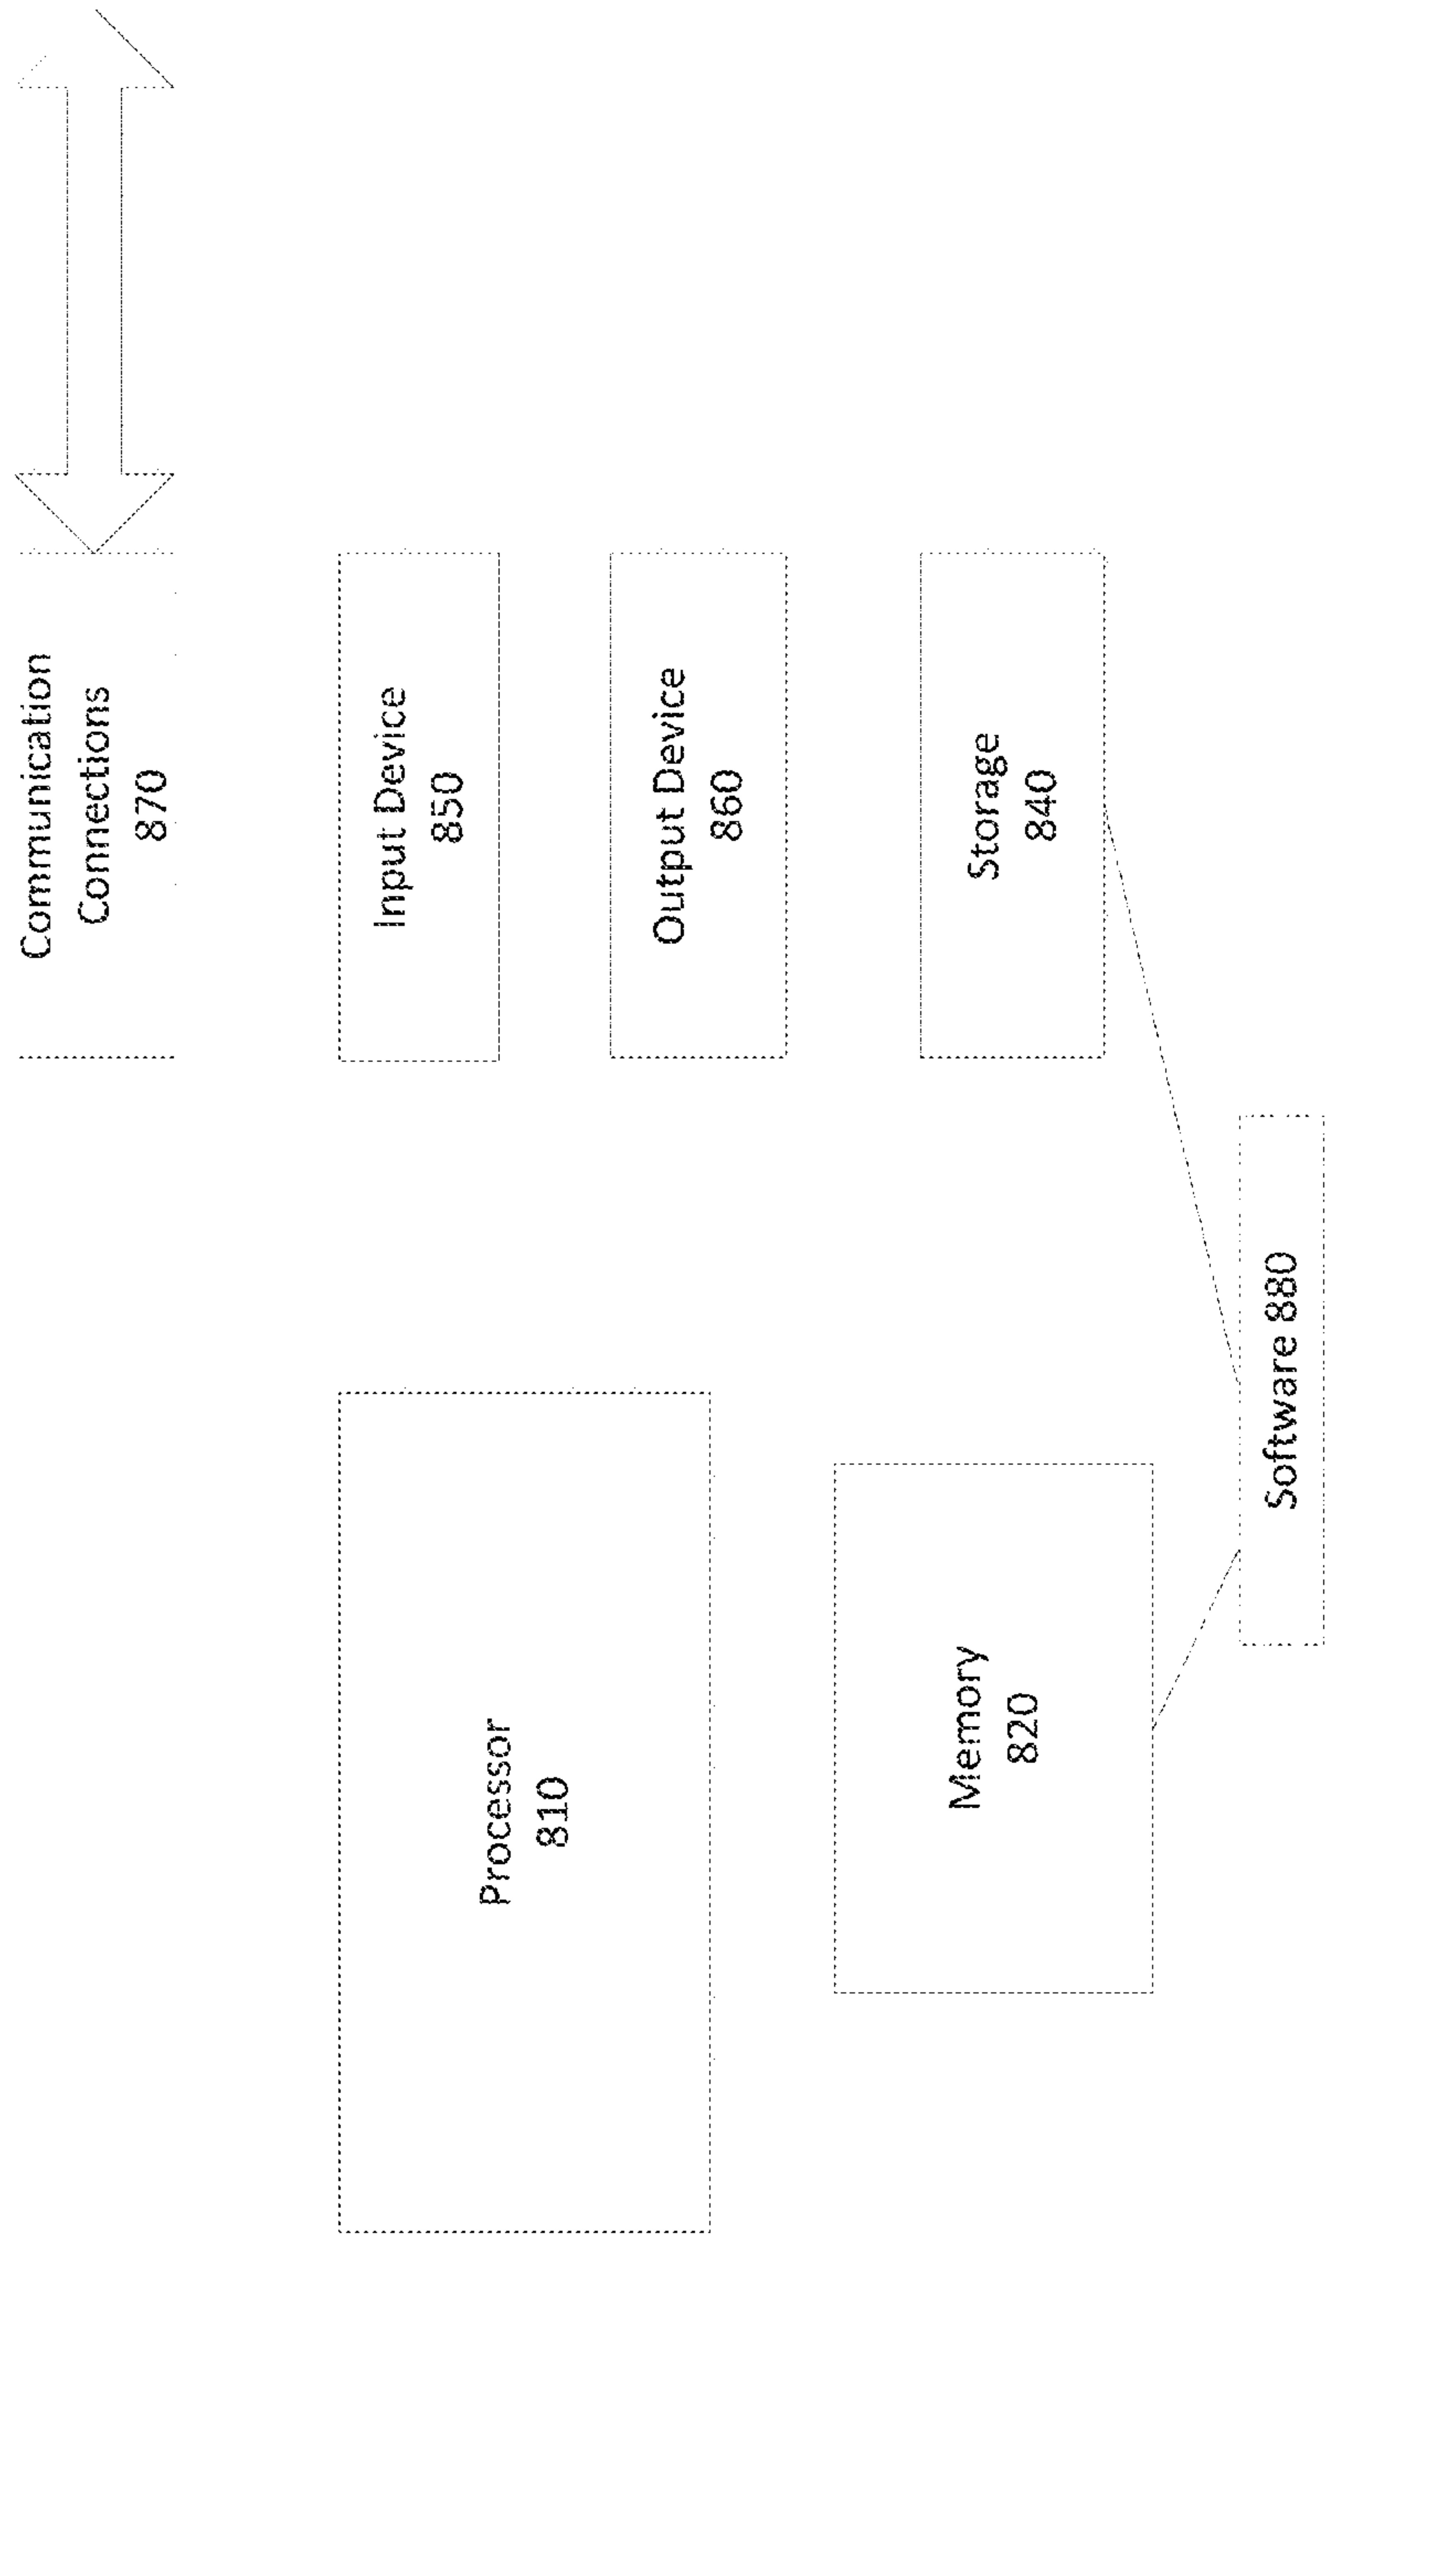 Communication
Connections
870
Input Device
850
Processor
810
Output Device
860
Storage
840
Memory
820
Software 880